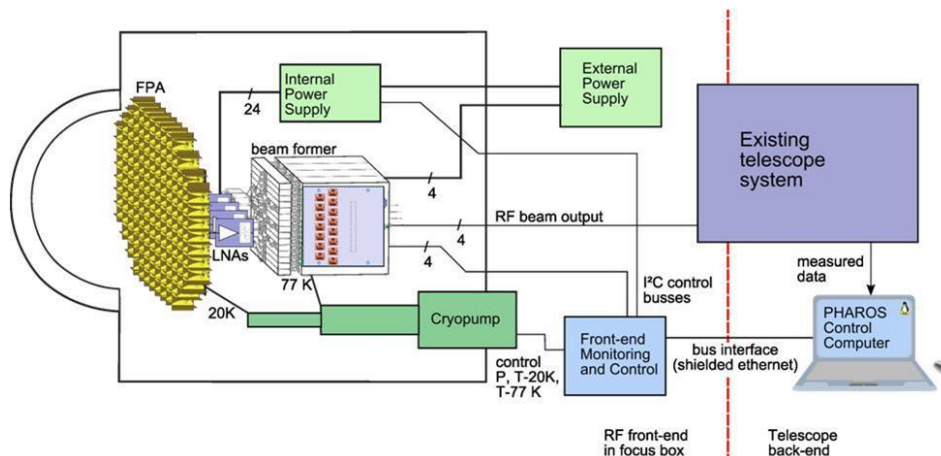 FPA
Internal
Power
Supply
24
External
Power
Supply
beam former
Existing
telescope
system
4
RF beam output
4
LNAs
4
77 K
I²C control
busses
measured
data
20K
Cryopump
PHAROS
Control
Computer
Front-end
Monitoring
and Control
control
P, T-20K,
T-77 K
bus interface
(shielded ethernet)
RF front-end
in focus box
Telescope
back-end